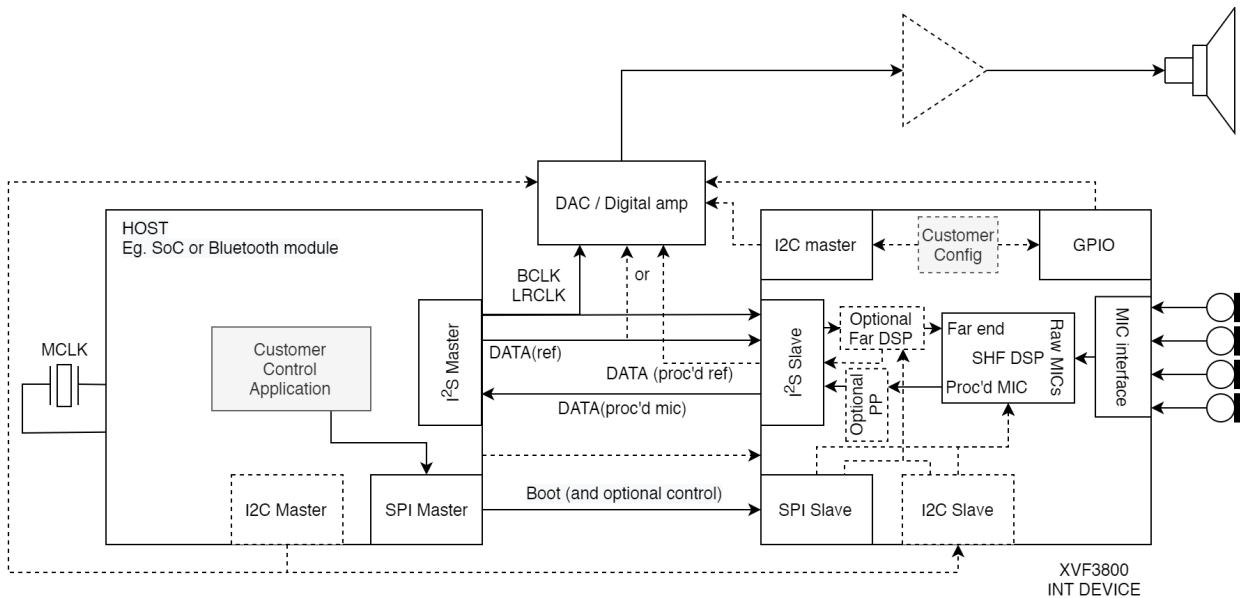 DAC / Digital amp
HOST
Eg. SoC or Bluetooth module
I2C master
Customer
Config
GPIO
BCLK
LRCLK
or
MCLK
Customer
Control
Application
I²S Master
DATA(ref)
DATA (proc'd ref)
DATA(proc'd mic)
I²S Slave
Optional
Far DSP
Optional
PP
Far end
SHF DSP
Proc'd MIC
Raw MICs
MIC interface
I2C Master
SPI Master
Boot (and optional control)
SPI Slave
I2C Slave
XVF3800
INT DEVICE